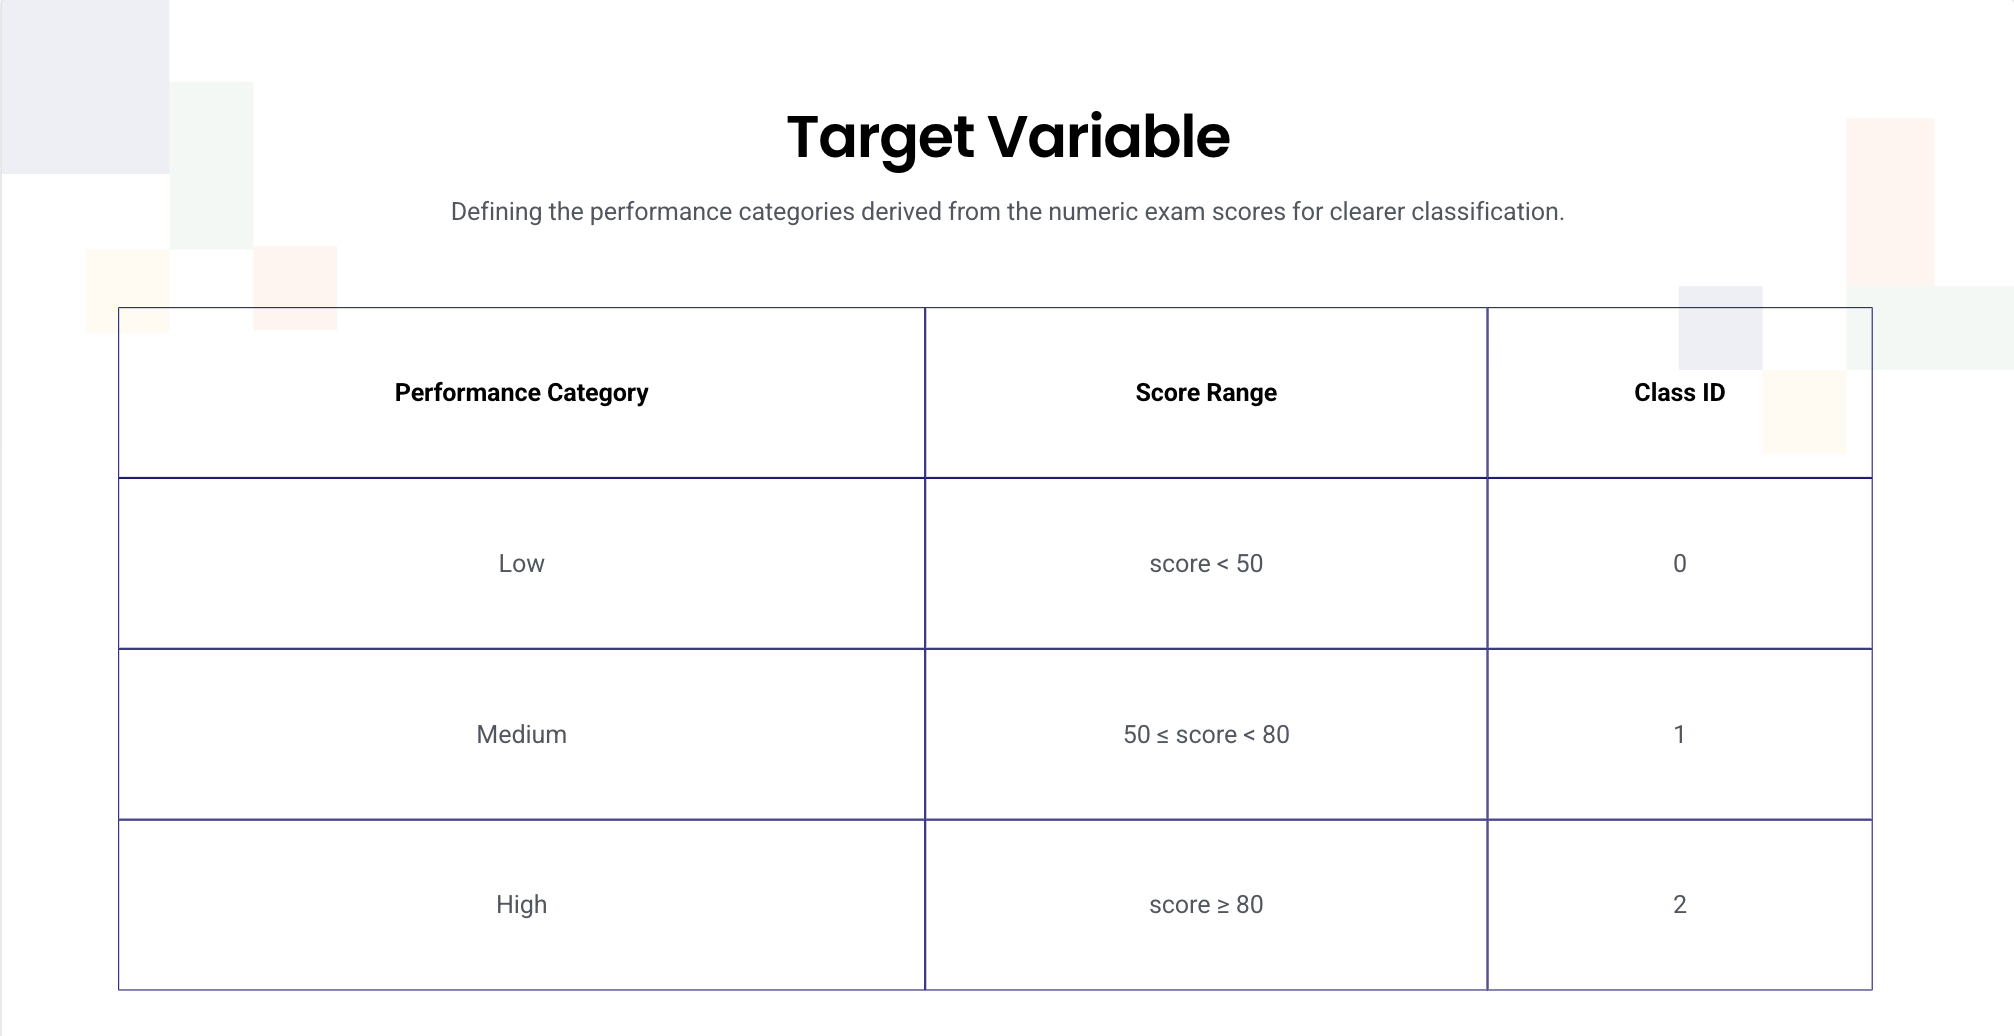 Target Variable
Defining the performance categories derived from the numeric exam scores for clearer classification.
Performance Category Score Range Class ID
Low score < 50 0
Medium 50 ≤ score < 80 1
High score ≥ 80 2